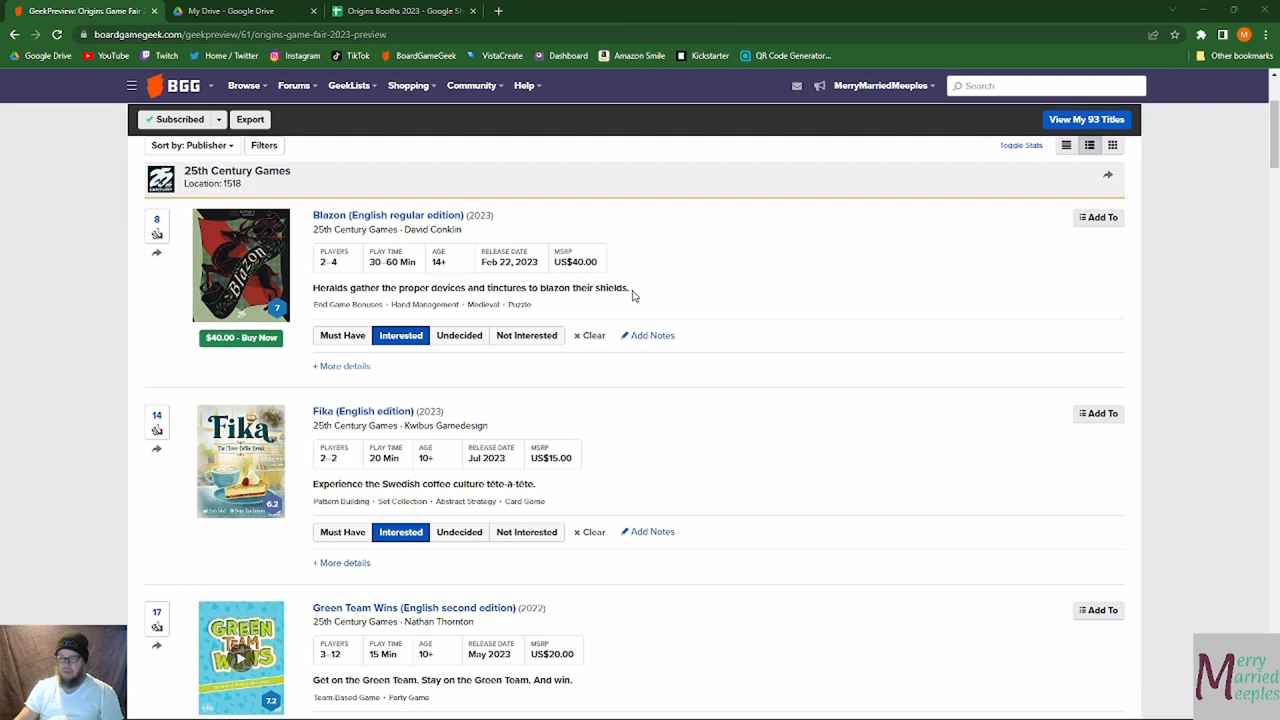 GeekPreview: Origins Game Fair
My Drive - Google Drive
Origins Booths 2023 - Google Sh
boardgamegeek.com/geekpreview/61/origins-game-fair-2023-preview
M
Google Drive YouTube Twitch Home / Twitter Instagram TikTok BoardGameGeek VistaCreate Dashboard Amazon Smile Kickstarter QR Code Generator... Other bookmarks
BGG Browse Forums GeekLists Shopping Community Help MerryMarriedMeeples Search
Subscribed Export View My 93 Titles
Sort by: Publisher Filters Toggle Stats
25th Century Games
Location: 1518
8
Blazon
7
$40.00 - Buy Now
Blazon (English regular edition) (2023)
25th Century Games · David Conklin
PLAYERS PLAY TIME AGE RELEASE DATE MSRP
2–4 30–60 Min 14+ Feb 22, 2023 US$40.00
Heralds gather the proper devices and tinctures to blazon their shields.
End Game Bonuses · Hand Management · Medieval · Puzzle
Must Have Interested Undecided Not Interested × Clear Add Notes
+ More details
Add To
14
Fika
6.2
Fika (English edition) (2023)
25th Century Games · Kwibus Gamedesign
PLAYERS PLAY TIME AGE RELEASE DATE MSRP
2–2 20 Min 10+ Jul 2023 US$15.00
Experience the Swedish coffee culture tête-à-tête.
Pattern Building · Set Collection · Abstract Strategy · Card Game
Must Have Interested Undecided Not Interested × Clear Add Notes
+ More details
Add To
17
GREEN
TEAM
WINS
7.2
Green Team Wins (English second edition) (2022)
25th Century Games · Nathan Thornton
PLAYERS PLAY TIME AGE RELEASE DATE MSRP
3–12 15 Min 10+ May 2023 US$20.00
Get on the Green Team. Stay on the Green Team. And win.
Team-Based Game · Party Game
Add To
Merry
Married
Meeples